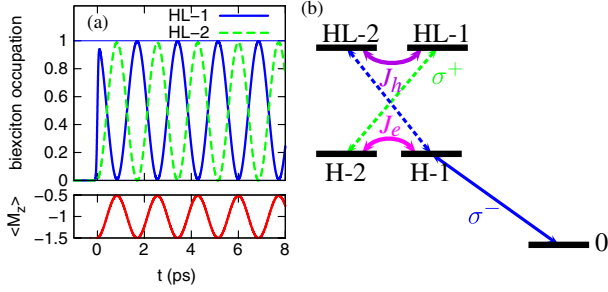 (a)
HL−1
HL−2
biexciton occupation
1
0.8
0.6
0.4
0.2
0
<M_z>
−0.5
−1
−1.5
0 2 4 6 8
t (ps)
(b)
HL-2 HL-1
J_h
σ^+
J_e
H-2 H-1
σ^−
0